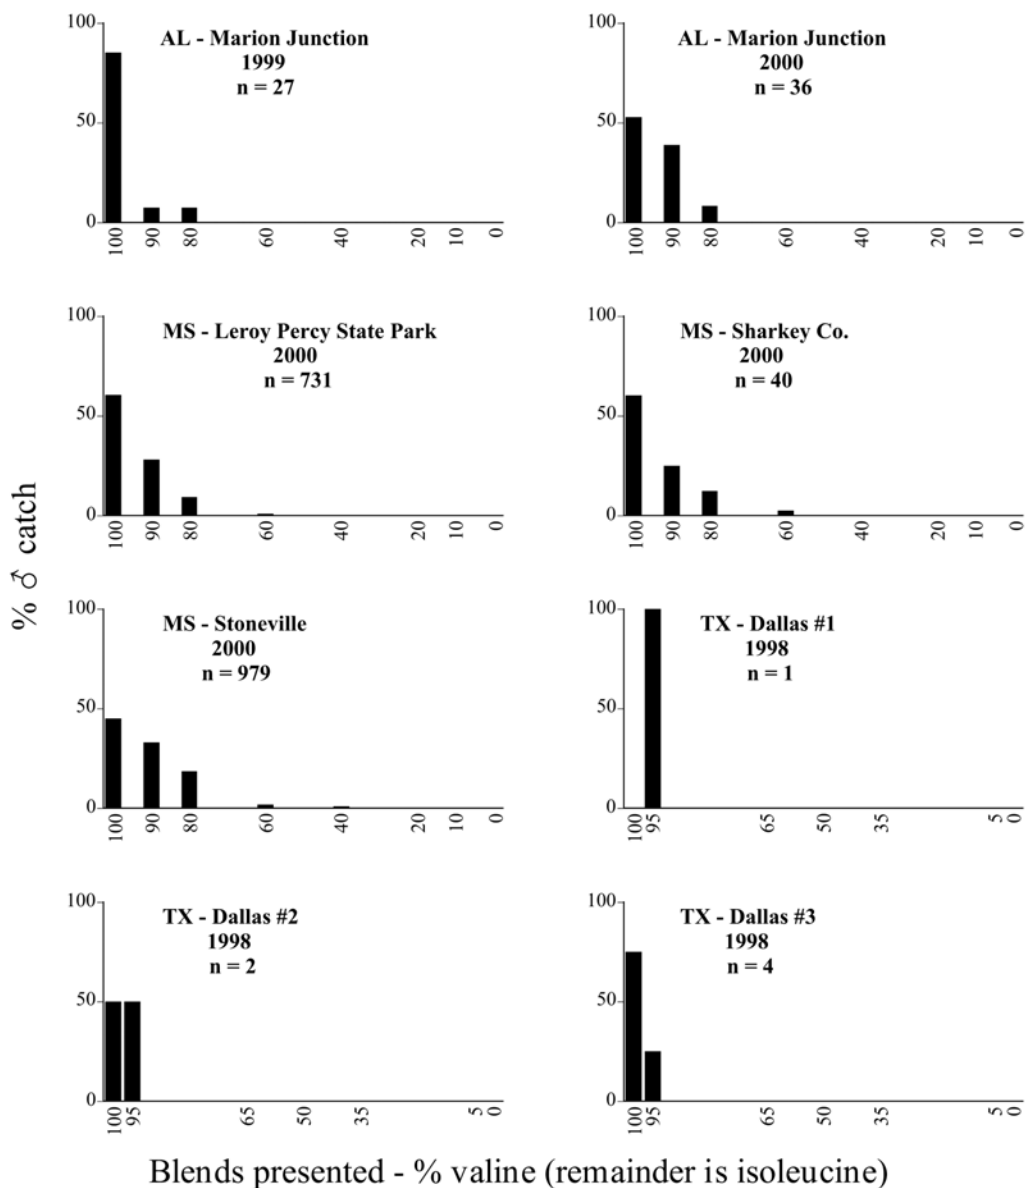 AL - Marion Junction
1999
n = 27
100
50
0
100 90 80 60 40 20 10 0
AL - Marion Junction
2000
n = 36
100
50
0
100 90 80 60 40 20 10 0
MS - Leroy Percy State Park
2000
n = 731
100
50
0
100 90 80 60 40 20 10 0
MS - Sharkey Co.
2000
n = 40
100
50
0
100 90 80 60 40 20 10 0
% ♂ catch
MS - Stoneville
2000
n = 979
100
50
0
100 90 80 60 40 20 10 0
TX - Dallas #1
1998
n = 1
100
50
0
100 95 65 50 35 5 0
TX - Dallas #2
1998
n = 2
100
50
0
100 95 65 50 35 5 0
TX - Dallas #3
1998
n = 4
100
50
0
100 95 65 50 35 5 0
Blends presented - % valine (remainder is isoleucine)